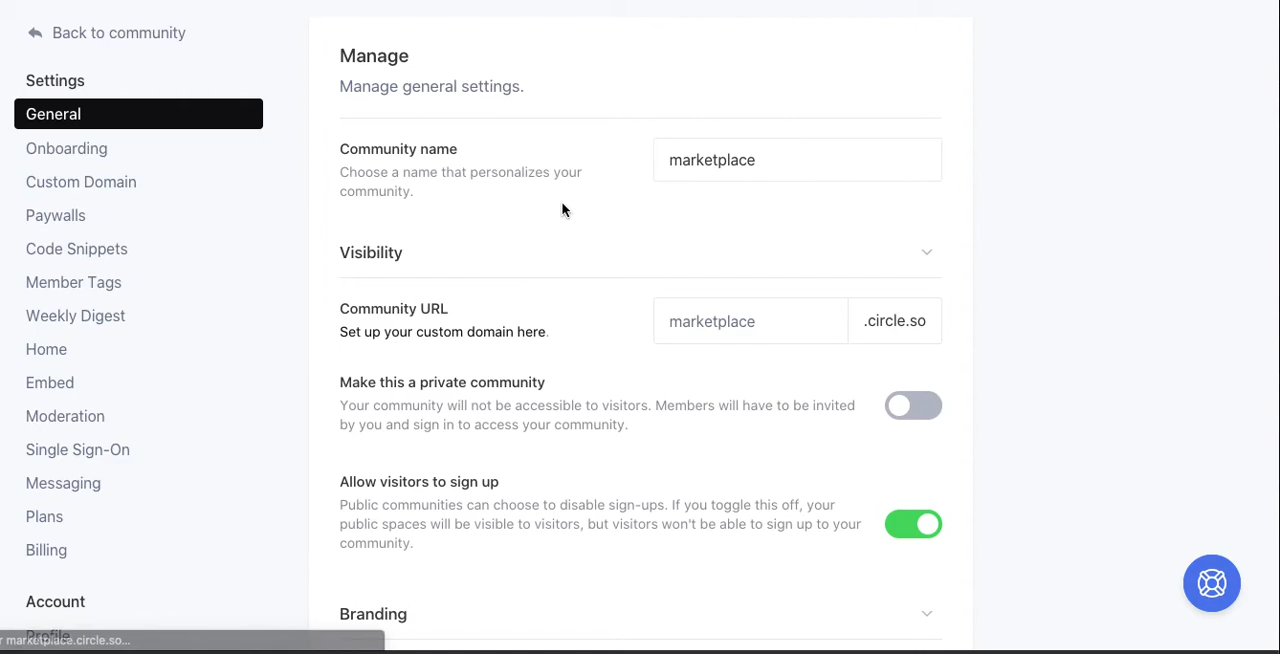 Back to community
Settings
General
Onboarding
Custom Domain
Paywalls
Code Snippets
Member Tags
Weekly Digest
Home
Embed
Moderation
Single Sign-On
Messaging
Plans
Billing
Account
Profile
r marketplace.circle.so...
Manage
Manage general settings.
Community name
Choose a name that personalizes your
community.
marketplace
Visibility
Community URL
Set up your custom domain here.
marketplace
.circle.so
Make this a private community
Your community will not be accessible to visitors. Members will have to be invited
by you and sign in to access your community.
Allow visitors to sign up
Public communities can choose to disable sign-ups. If you toggle this off, your
public spaces will be visible to visitors, but visitors won't be able to sign up to your
community.
Branding